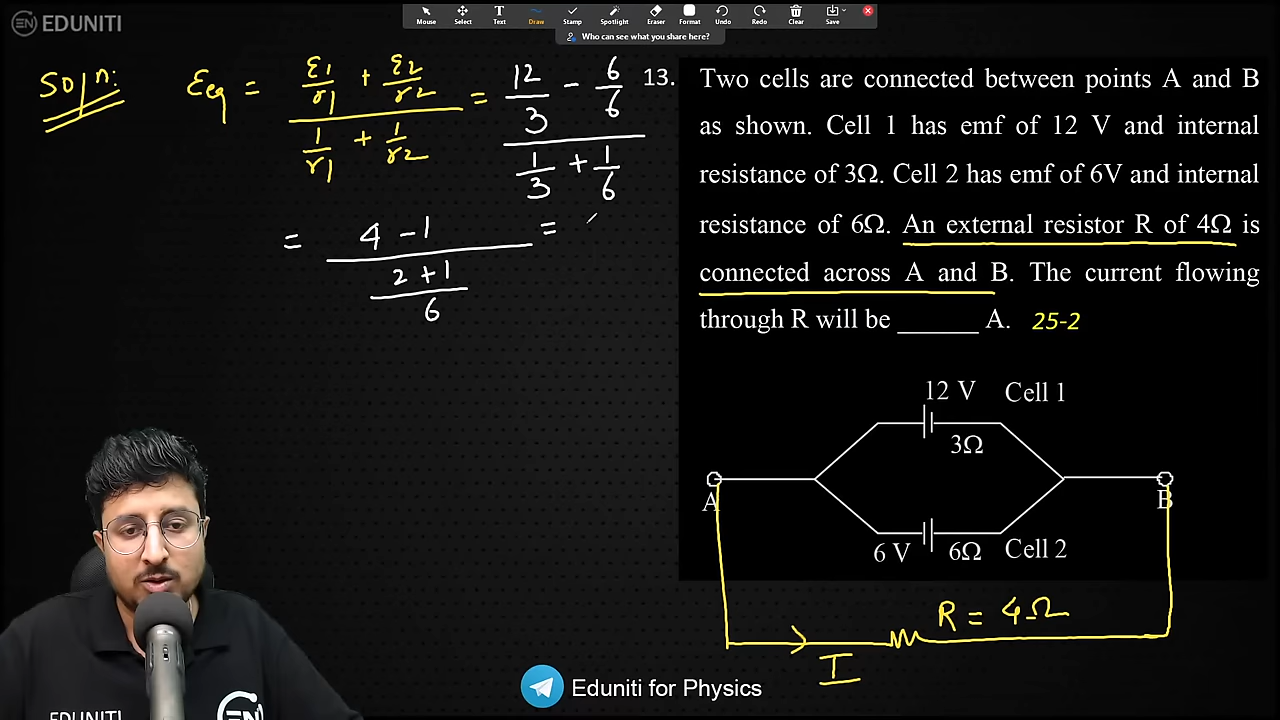 EDUNITI
Mouse Select Text Draw Stamp Spotlight Eraser Format Undo Redo Clear Save
Who can see what you share here?
Soln:
εeq = (ε1/r1 + ε2/r2) / (1/r1 + 1/r2) = (12/3 - 6/6) / (1/3 + 1/6)
= (4 - 1) / ((2 + 1)/6) =
13. Two cells are connected between points A and B
as shown. Cell 1 has emf of 12 V and internal
resistance of 3Ω. Cell 2 has emf of 6V and internal
resistance of 6Ω. An external resistor R of 4Ω is
connected across A and B. The current flowing
through R will be ______ A. 25-2
12 V Cell 1
3Ω
A B
6 V 6Ω Cell 2
R = 4Ω
I
Eduniti for Physics
EDUNITI EN